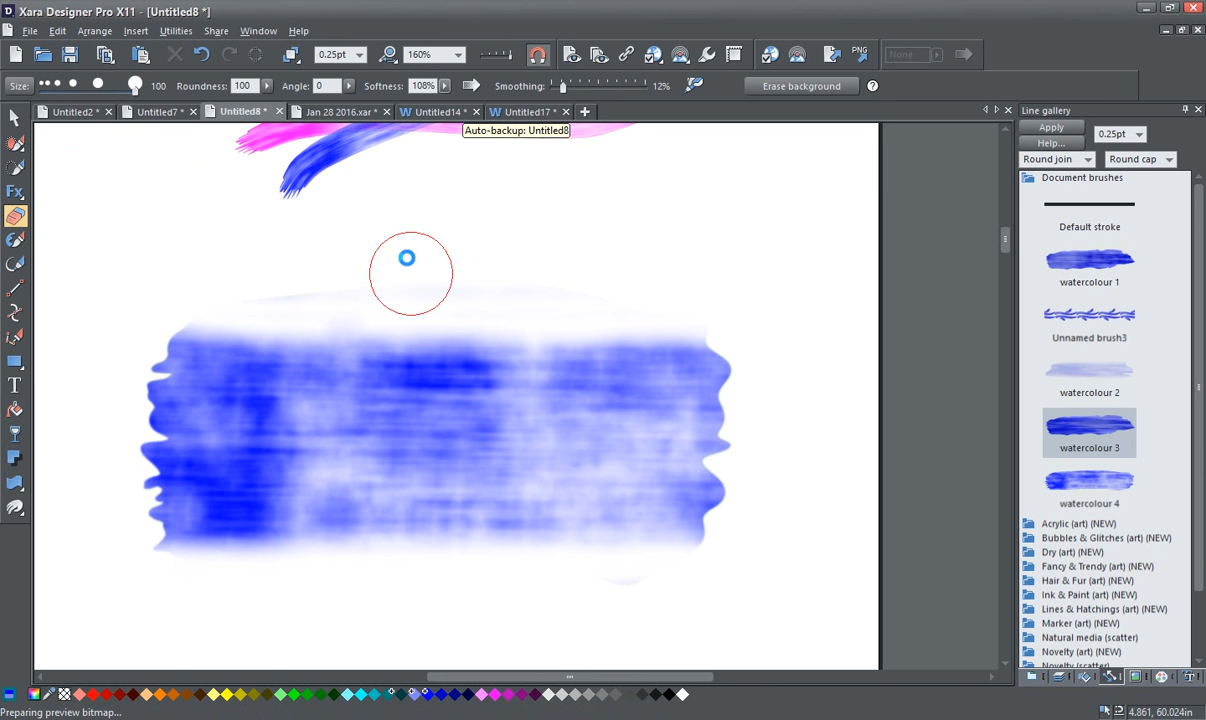 Xara Designer Pro X11 - [Untitled8 *]
File Edit Arrange Insert Utilities Share Window Help
0.25pt 160% PNG None
Size: 100 Roundness: 100 Angle: 0 Softness: 108% Smoothing: 12% Erase background
Untitled2 * Untitled7 * Untitled8 * Jan 28 2016.xar * Untitled14 * Untitled17 *
Line gallery
Auto-backup: Untitled8
Apply 0.25pt
Help...
Round join Round cap
Document brushes
Default stroke
watercolour 1
Unnamed brush3
watercolour 2
watercolour 3
watercolour 4
Acrylic (art) (NEW)
Bubbles & Glitches (art) (NEW)
Dry (art) (NEW)
Fancy & Trendy (art) (NEW)
Hair & Fur (art) (NEW)
Ink & Paint (art) (NEW)
Lines & Hatchings (art) (NEW)
Marker (art) (NEW)
Natural media (scatter)
Novelty (art) (NEW)
Novelty (scatter)
Preparing preview bitmap... 4.861, 60.024in